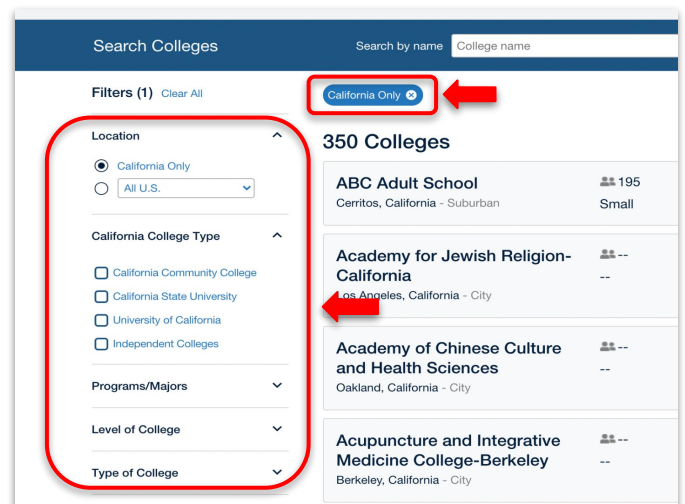 Search Colleges
Search by name College name
Filters (1) Clear All
California Only
Location
California Only
All U.S.
California College Type
California Community College
California State University
University of California
Independent Colleges
Programs/Majors
Level of College
Type of College
350 Colleges
ABC Adult School 195
Cerritos, California - Suburban Small
Academy for Jewish Religion- --
California --
Los Angeles, California - City
Academy of Chinese Culture --
and Health Sciences --
Oakland, California - City
Acupuncture and Integrative --
Medicine College-Berkeley --
Berkeley, California - City